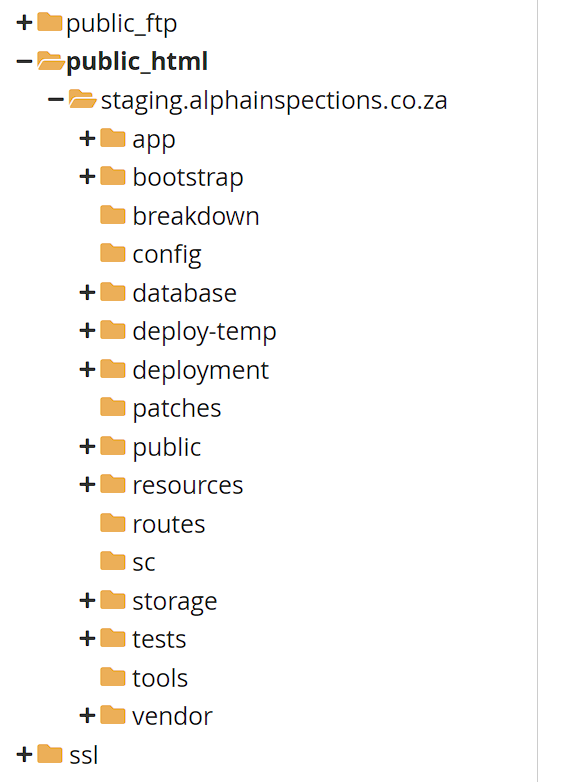 public_ftp
public_html
staging.alphainspections.co.za
app
bootstrap
breakdown
config
database
deploy-temp
deployment
patches
public
resources
routes
sc
storage
tests
tools
vendor
ssl